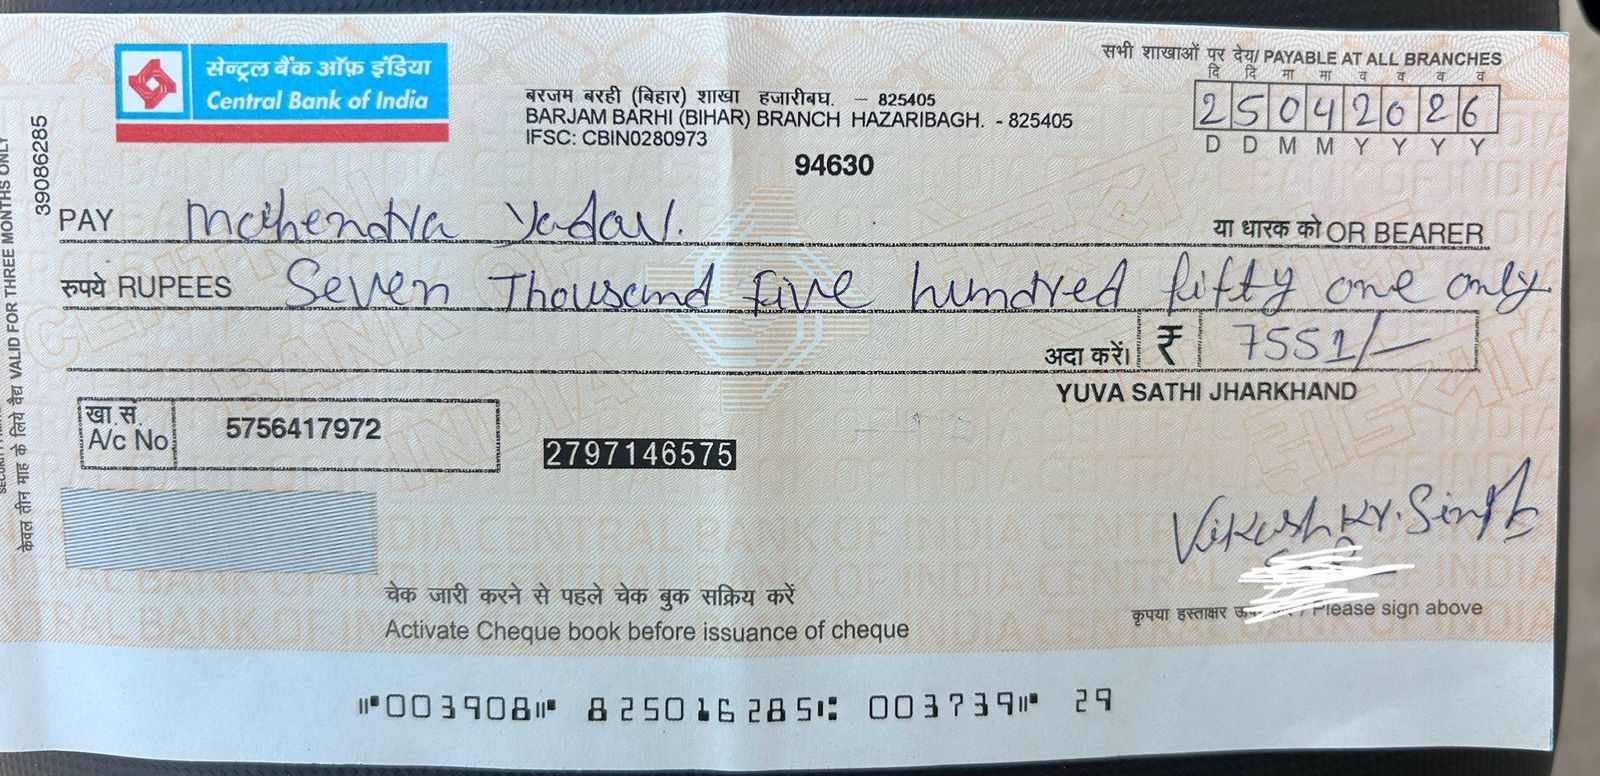 सभी शाखाओं पर देय/ PAYABLE AT ALL BRANCHES
दि दि मा मा व व व व
सेन्ट्रल बैंक ऑफ़ इंडिया
Central Bank of India
बरजम बरही (बिहार) शाखा हजारीबघ. - 825405
BARJAM BARHI (BIHAR) BRANCH HAZARIBAGH. - 825405
IFSC: CBIN0280973
25042026
D D M M Y Y Y Y
94630
39086285
केवल तीन माह के लिये वैद्य VALID FOR THREE MONTHS ONLY
PAY Mahendra Yadav.
या धारक को OR BEARER
रुपये RUPEES Seven Thousand five hundred fifty one only.
अदा करें। ₹ 7551/-
YUVA SATHI JHARKHAND
खा.सं.
A/c No 5756417972
2797146575
Vikash Kr. Singh
कृपया हस्ताक्षर / Please sign above
चेक जारी करने से पहले चेक बुक सक्रिय करें
Activate Cheque book before issuance of cheque
⑈003908⑈ 825016285⑆ 003739⑈ 29